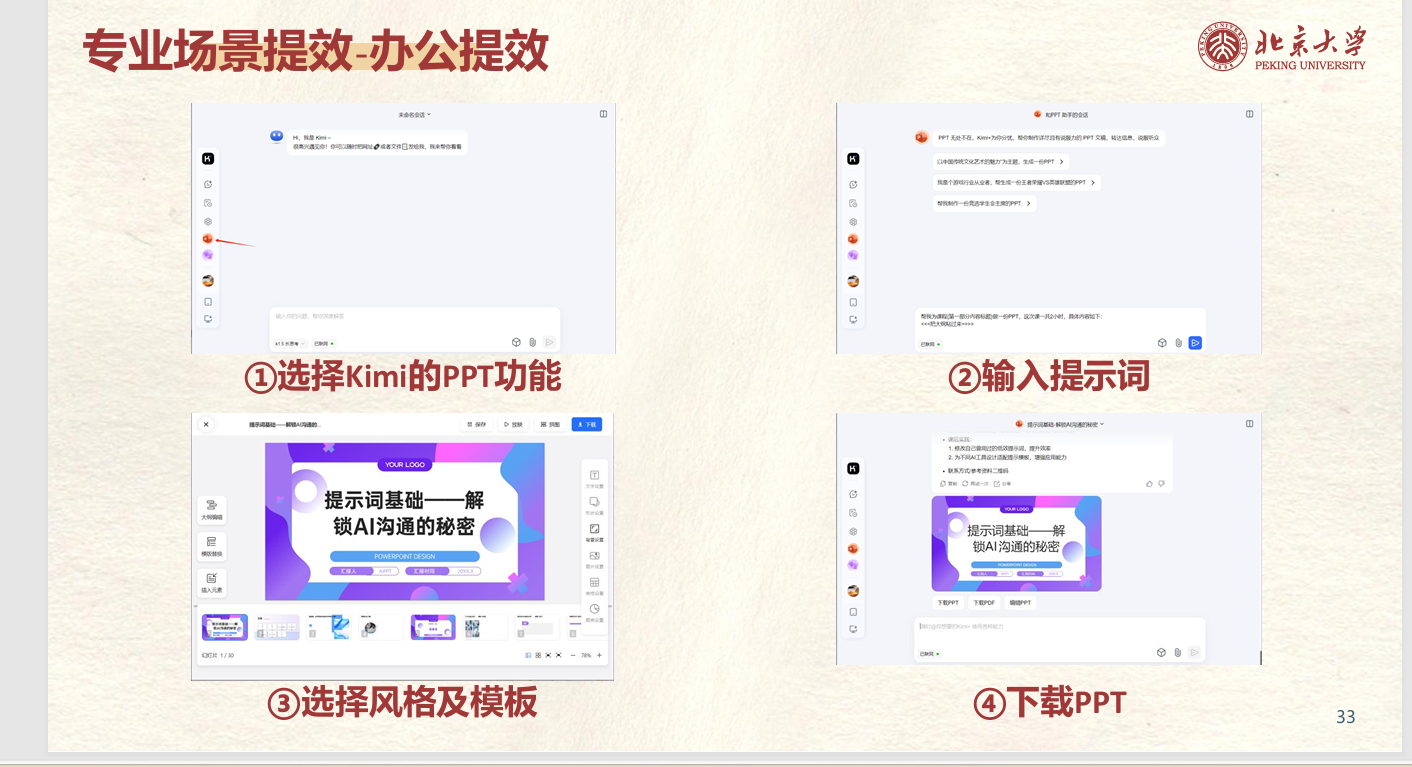 专业场景提效-办公提效
北京大学
PEKING UNIVERSITY
未命名会话
Hi，我是 Kimi~
很高兴遇见你！你可以随时把网址或者文件发给我，我来帮你看看
k1.5 长思考
已联网
①选择Kimi的PPT功能
和PPT 助手的会话
PPT 无处不在，Kimi+为你分忧，帮你制作详尽且有说服力的 PPT 文稿，转达信息，说服听众
以中国传统文化艺术的魅力"为主题，生成一份PPT
我是个游戏行业从业者，帮生成一份王者荣耀VS英雄联盟的PPT
帮我制作一份竞选学生会主席的PPT
帮我为课程(第一部分内容标题)做一份PPT，这次课一共2小时，具体内容如下：
<<<把大纲粘过来>>>>
已联网
②输入提示词
提示词基础——解锁AI沟通的...
保存
拼图
下载
YOUR LOGO
提示词基础——解
锁AI沟通的秘密
POWERPOINT DESIGN
汇报人
AiPPT
汇报时间
20XX.X
大纲编辑
模板替换
插入元素
文字设置
形状设置
背景设置
图片设置
表格设置
图表设置
幻灯片 1 / 30
78%
③选择风格及模板
提示词基础-解锁AI沟通的秘密
课后实践：
1. 修改自己曾用过的低效提示词，提升效率
2. 为不同AI工具设计适配提示模板，增强应用能力
联系方式/参考资料二维码
复制
再试一次
分享
YOUR LOGO
提示词基础——解
锁AI沟通的秘密
POWERPOINT DESIGN
下载PPT
下载PDF
编辑PPT
已联网
④下载PPT
33